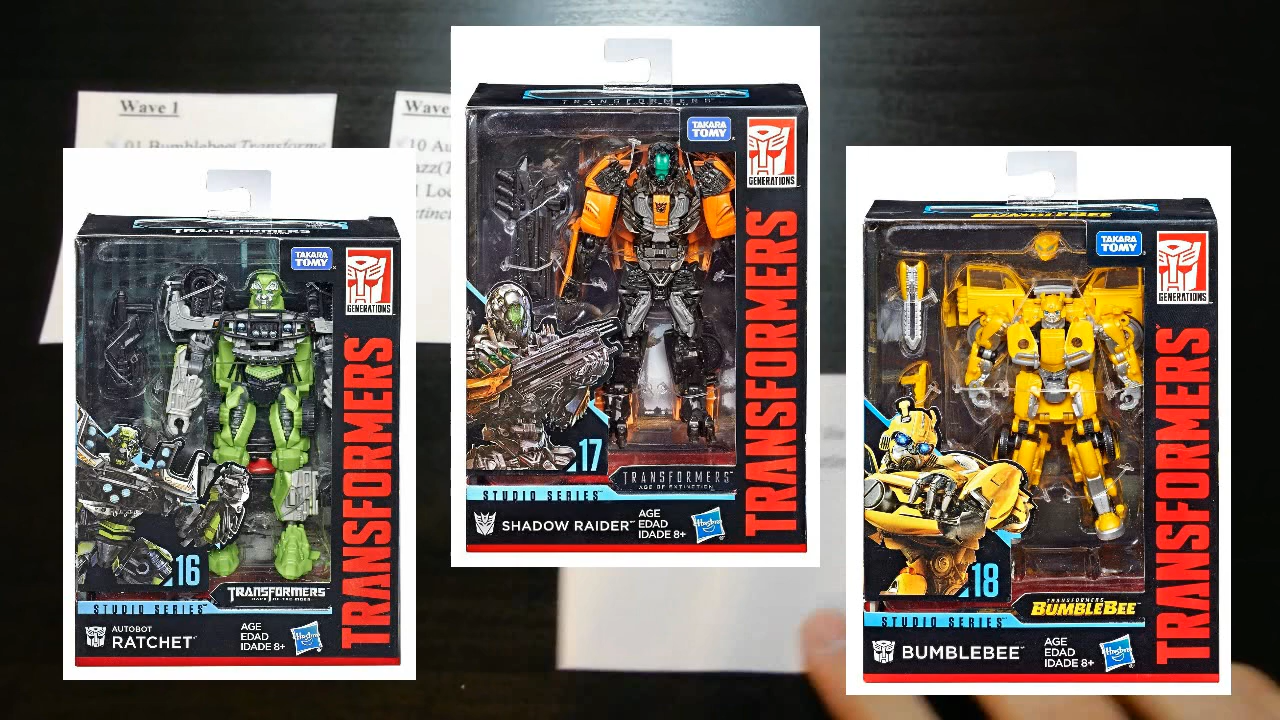 Wave 1
01 Bumblebee Transforme
Wave
10 Au
azz(T
TRANSFORMERS
TAKARA
TOMY
GENERATIONS
TRANSFORMERS
16
TRANSFORMERS
STUDIO SERIES
AUTOBOT
RATCHET
AGE
EDAD
IDADE 8+
Hasbro
TRANSFORMERS
TAKARA
TOMY
GENERATIONS
TRANSFORMERS
17
TRANSFORMERS
AGE OF EXTINCTION
STUDIO SERIES
SHADOW RAIDER
AGE
EDAD
IDADE 8+
Hasbro
BUMBLEBEE
TAKARA
TOMY
GENERATIONS
TRANSFORMERS
18
TRANSFORMERS
BUMBLEBEE
STUDIO SERIES
BUMBLEBEE
AGE
EDAD
IDADE 8+
Hasbro